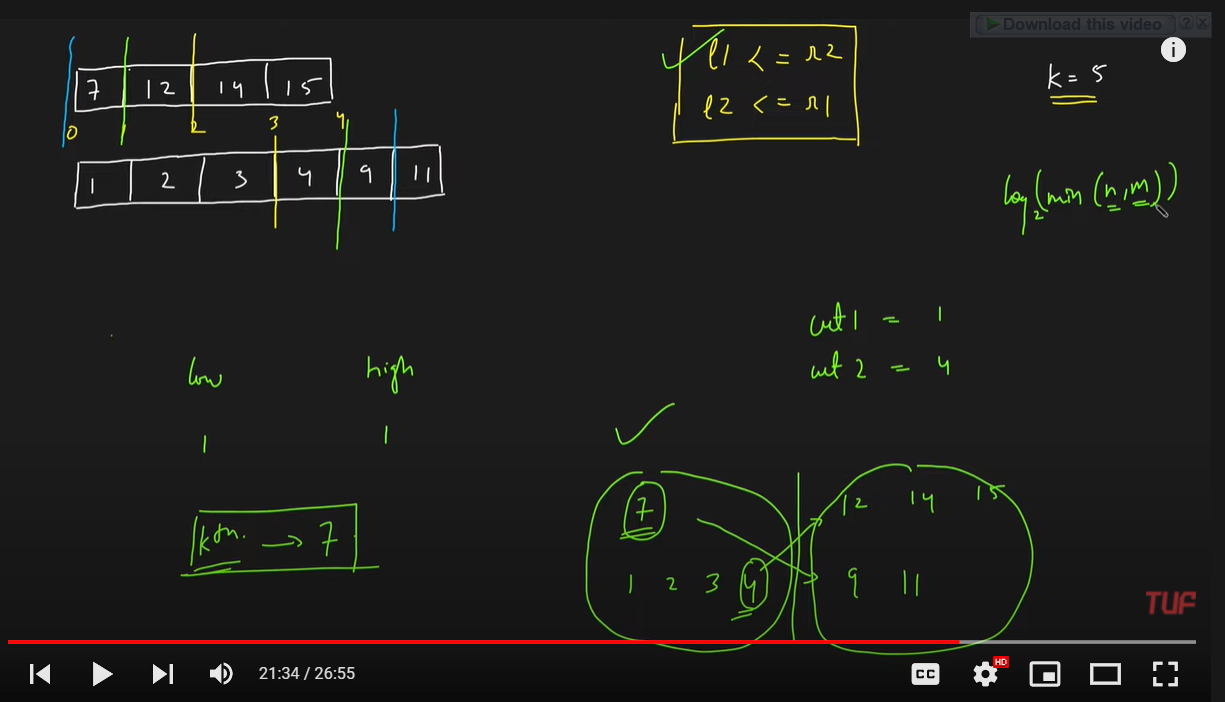 Download this video ? x
7 12 14 15
0 1 2 3 4
1 2 3 4 9 11
l1 <= r2
l2 <= r1
k = 5
log2(min(n,m))
cut1 = 1
cut2 = 4
low high
1 1
kth. → 7
7 12 14 15
1 2 3 4 9 11
TUF
21:34 / 26:55
CC HD
i